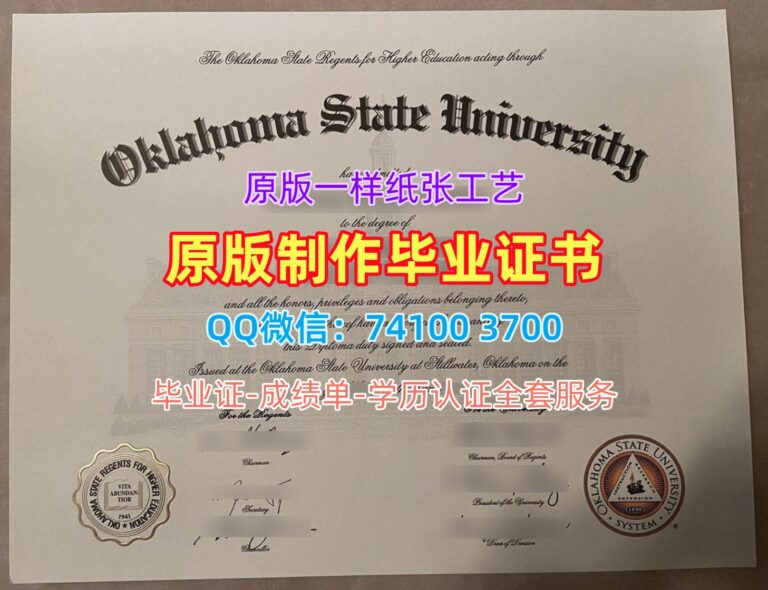 The Oklahoma State Regents for Higher Education acting through
Oklahoma State University
原版一样纸张工艺
to the degree of
原版制作毕业证书
and all the honors, privileges and obligations belonging thereto,
QQ微信：741003700
this Diploma duly signed and sealed.
Issued at the Oklahoma State University at Stillwater, Oklahoma on the
毕业证-成绩单-学历认证全套服务
For the Regents
Chairman
Chairman, Board of Regents
Secretary
President of the University
Chancellor
Dean of Division
OKLAHOMA STATE REGENTS FOR HIGHER EDUCATION
VITA
ABUNDAN-
TIOR
1941
OKLAHOMA STATE UNIVERSITY
SYSTEM
INSTRUCTION
RESEARCH
EXTENSION
1890